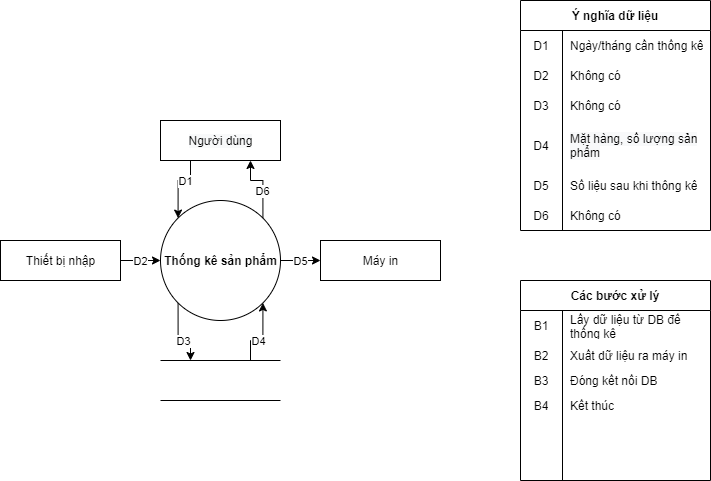 Người dùng
D1
D6
Thiết bị nhập
D2
Thống kê sản phẩm
D5
Máy in
D3
D4
Ý nghĩa dữ liệu
D1 Ngày/tháng cần thống kê
D2 Không có
D3 Không có
D4 Mặt hàng, số lượng sản
phẩm
D5 Số liệu sau khi thống kê
D6 Không có
Các bước xử lý
B1 Lấy dữ liệu từ DB để
thống kê
B2 Xuất dữ liệu ra máy in
B3 Đóng kết nối DB
B4 Kết thúc